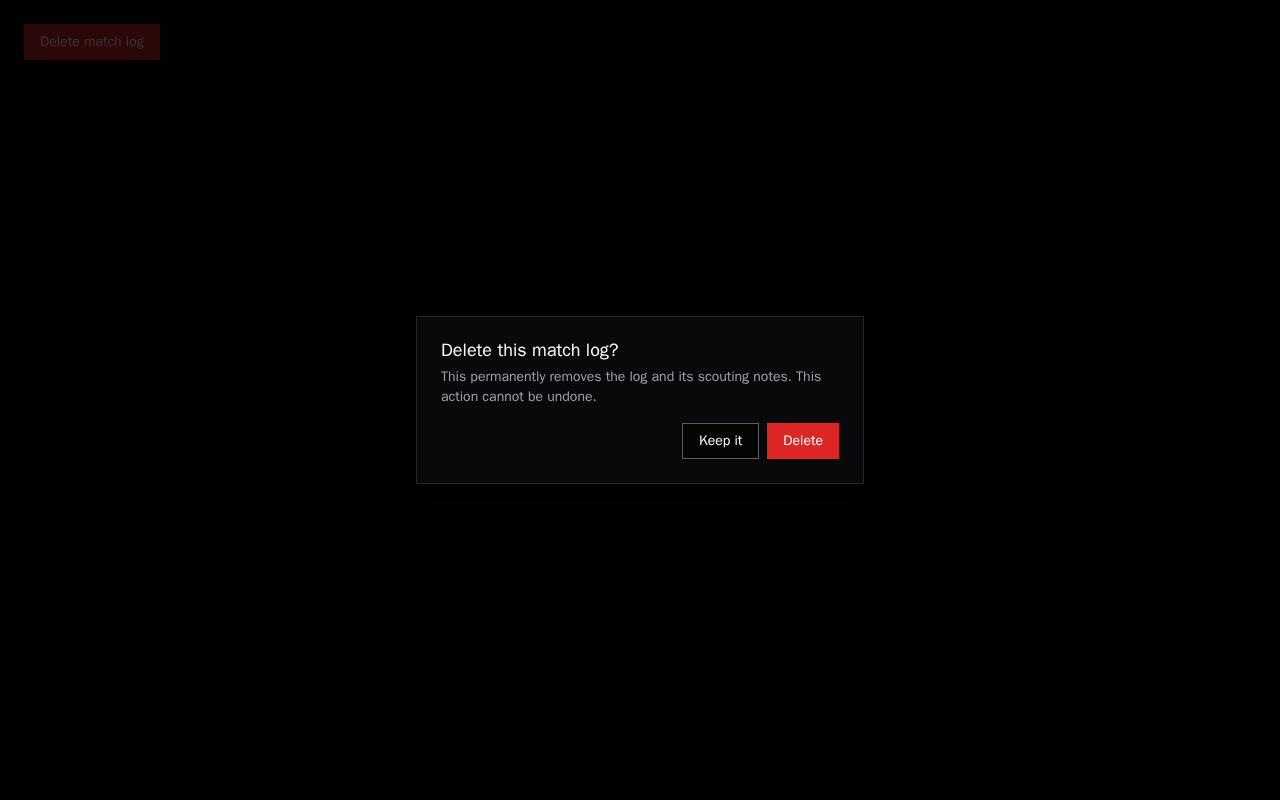 Delete match log
Delete this match log?
This permanently removes the log and its scouting notes. This
action cannot be undone.
Keep it
Delete